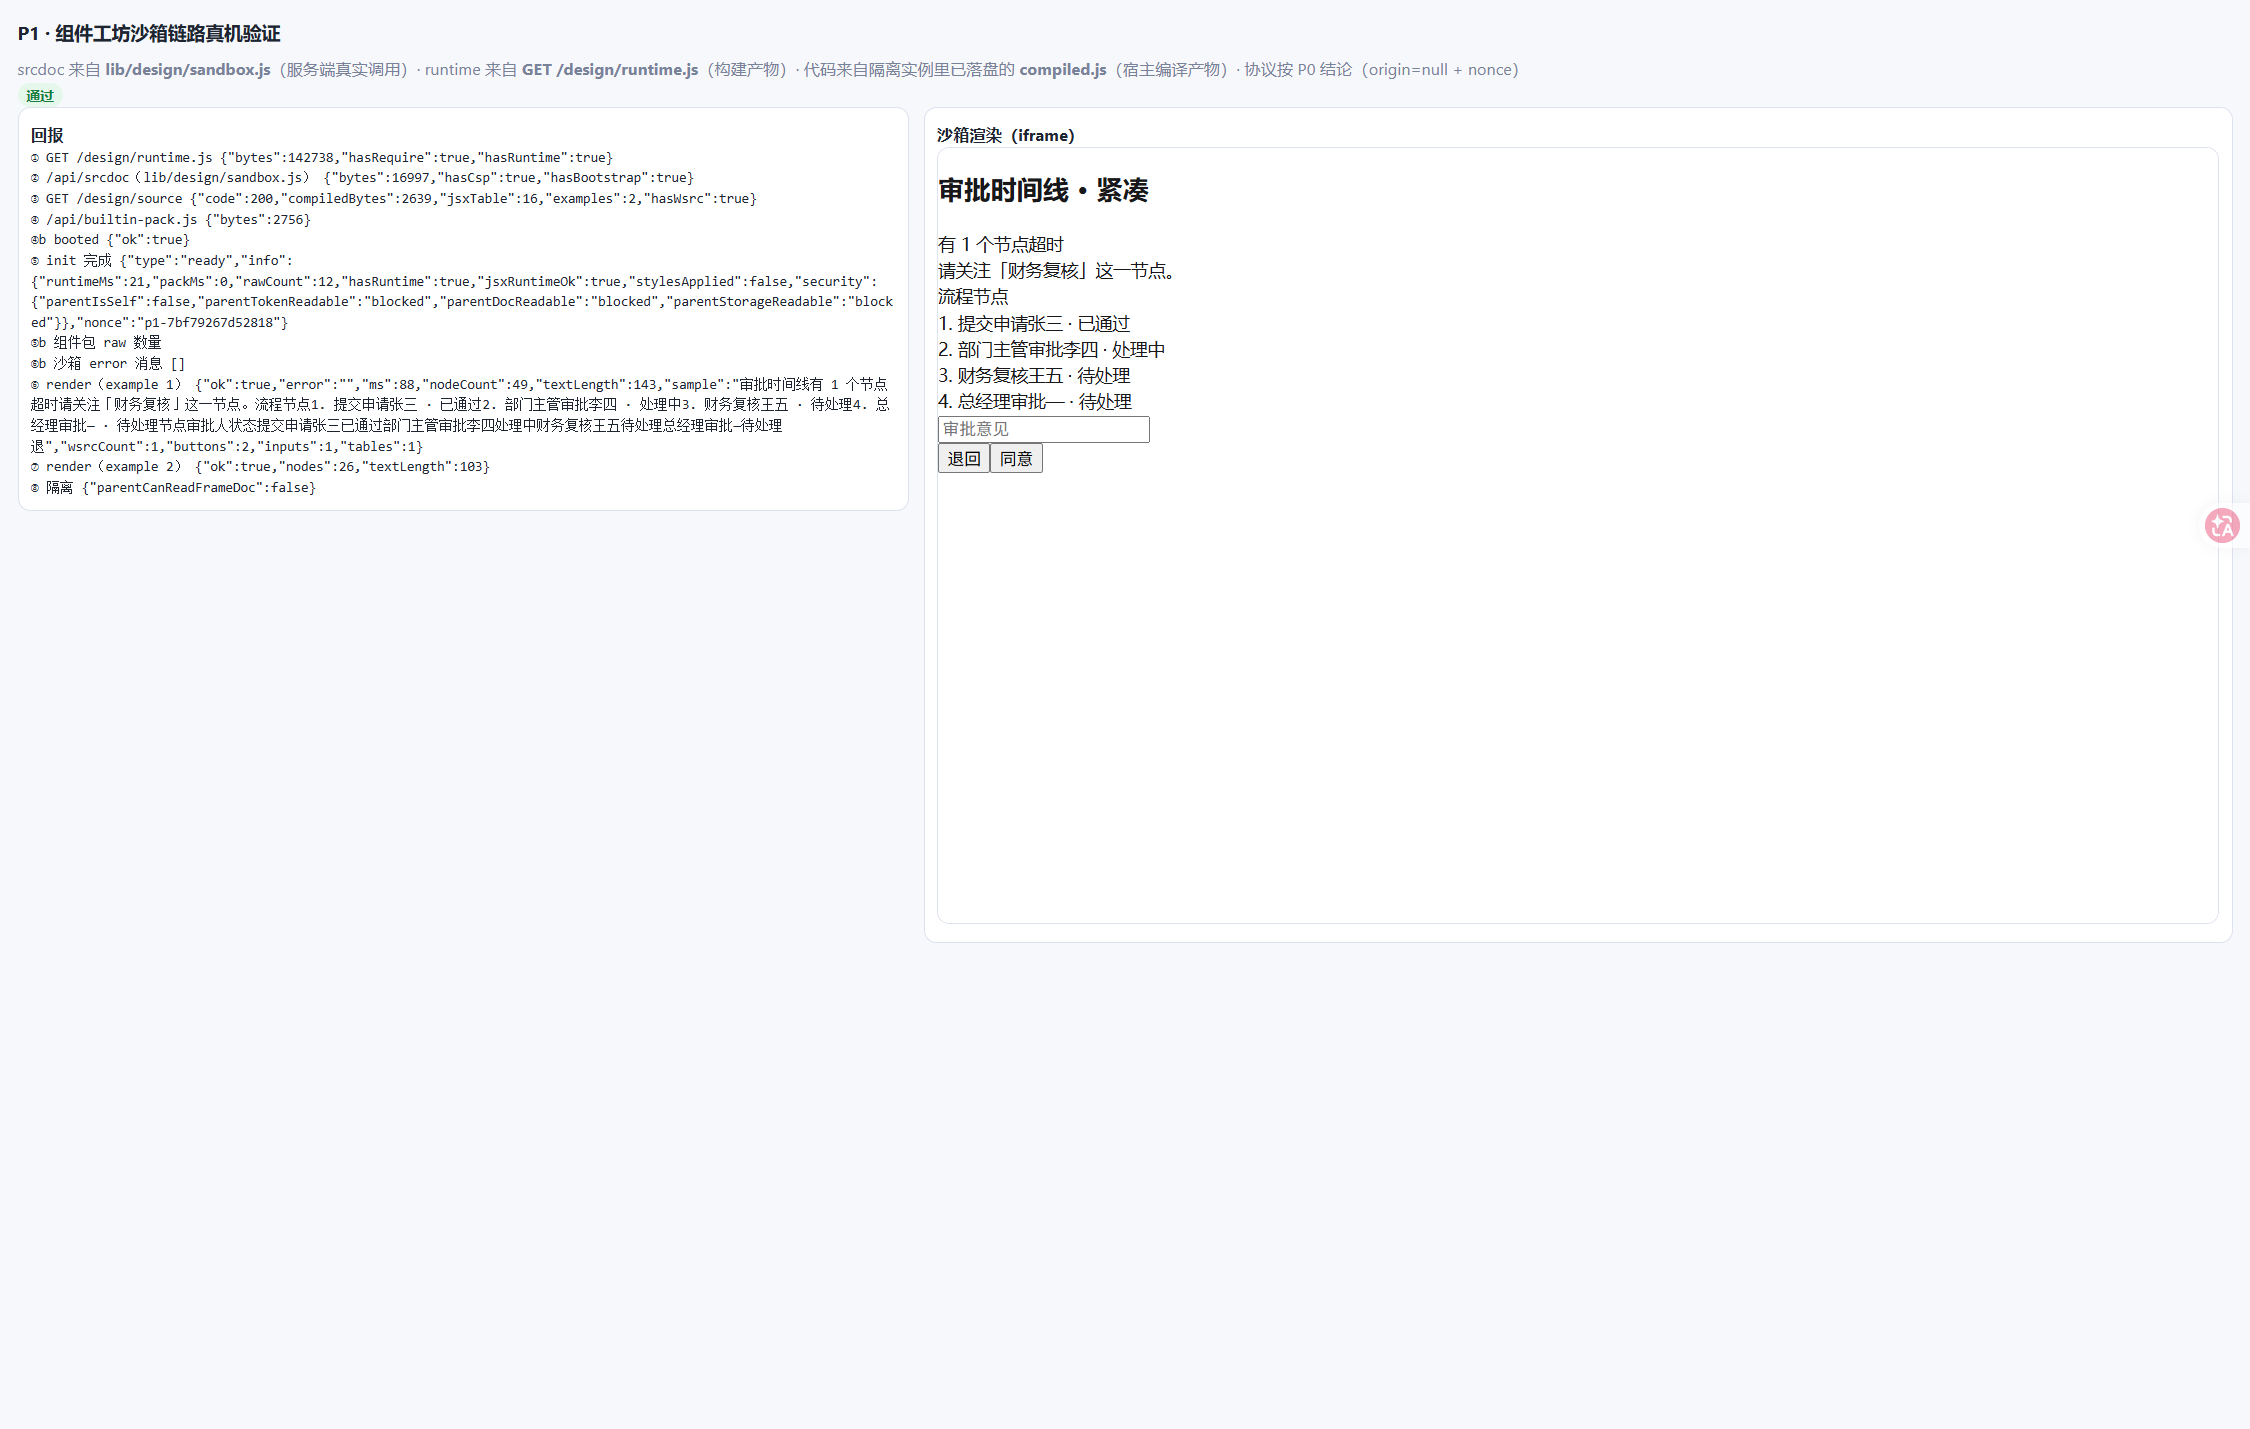 P1 · 组件工坊沙箱链路真机验证
srcdoc 来自 lib/design/sandbox.js（服务端真实调用）· runtime 来自 GET /design/runtime.js（构建产物）· 代码来自隔离实例里已落盘的 compiled.js（宿主编译产物）· 协议按 P0 结论（origin=null + nonce）
通过
回报
① GET /design/runtime.js {"bytes":142738,"hasRequire":true,"hasRuntime":true}
② /api/srcdoc（lib/design/sandbox.js） {"bytes":16997,"hasCsp":true,"hasBootstrap":true}
③ GET /design/source {"code":200,"compiledBytes":2639,"jsxTable":16,"examples":2,"hasWsrc":true}
④ /api/builtin-pack.js {"bytes":2756}
④b booted {"ok":true}
⑤ init 完成 {"type":"ready","info":
{"runtimeMs":21,"packMs":0,"rawCount":12,"hasRuntime":true,"jsxRuntimeOk":true,"stylesApplied":false,"security":
{"parentIsSelf":false,"parentTokenReadable":"blocked","parentDocReadable":"blocked","parentStorageReadable":"block
ed"}},"nonce":"p1-7bf79267d52818"}
⑤b 组件包 raw 数量
⑤b 沙箱 error 消息 []
⑥ render（example 1） {"ok":true,"error":"","ms":88,"nodeCount":49,"textLength":143,"sample":"审批时间线有 1 个节点
超时请关注「财务复核」这一节点。流程节点1. 提交申请张三 · 已通过2. 部门主管审批李四 · 处理中3. 财务复核王五 · 待处理4. 总
经理审批— · 待处理节点审批人状态提交申请张三已通过部门主管审批李四处理中财务复核王五待处理总经理审批—待处理
退","wsrcCount":1,"buttons":2,"inputs":1,"tables":1}
⑦ render（example 2） {"ok":true,"nodes":26,"textLength":103}
⑧ 隔离 {"parentCanReadFrameDoc":false}
沙箱渲染（iframe）
审批时间线 • 紧凑
有 1 个节点超时
请关注「财务复核」这一节点。
流程节点
1. 提交申请张三 · 已通过
2. 部门主管审批李四 · 处理中
3. 财务复核王五 · 待处理
4. 总经理审批— · 待处理
审批意见
退回 同意